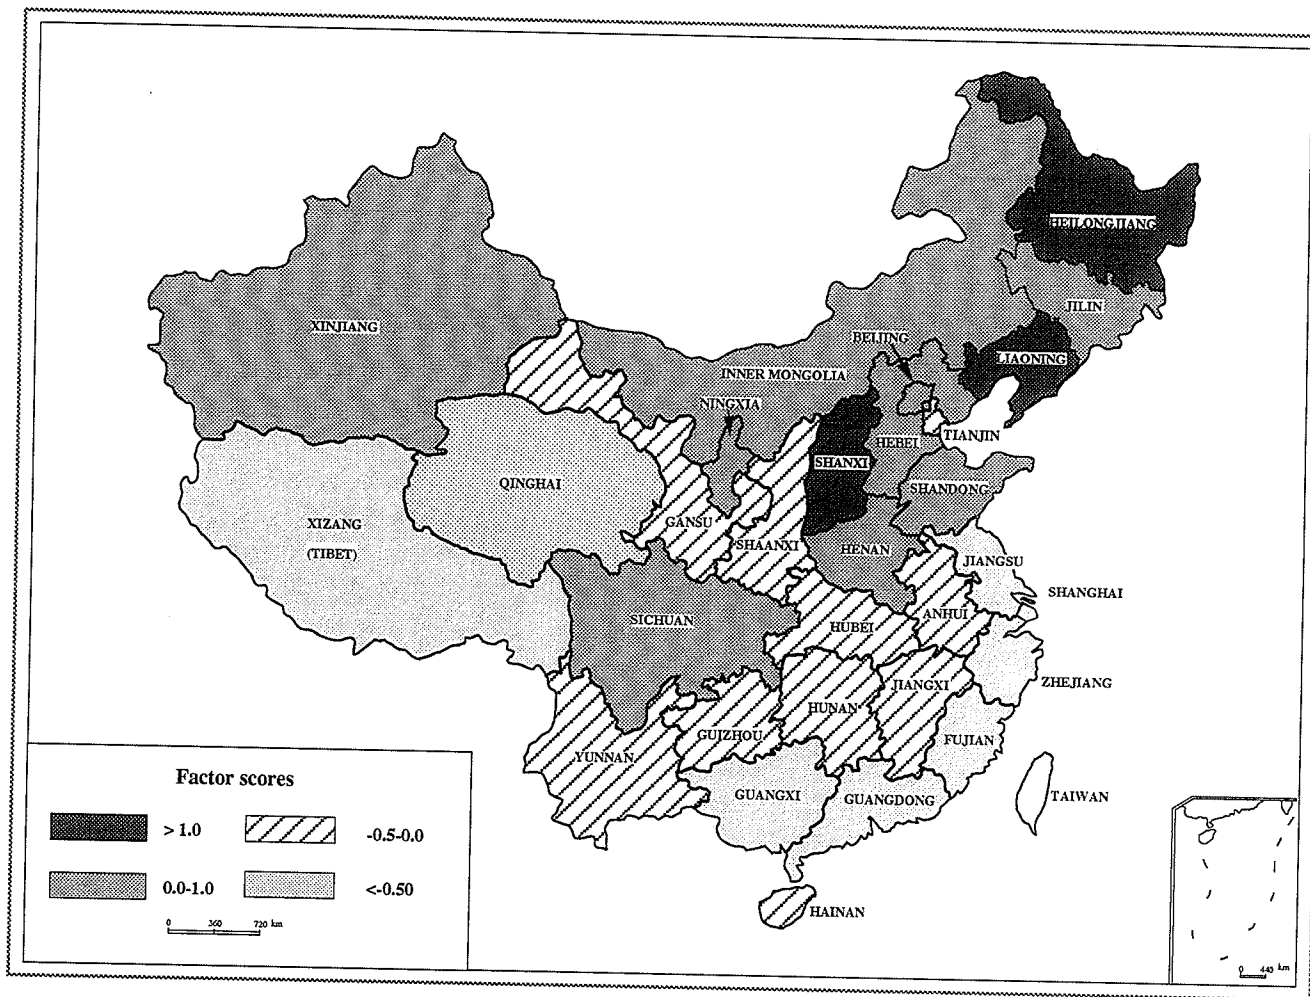 HEILONGJIANG
JILIN
XINJIANG
BEIJING
LIAONING
INNER MONGOLIA
NINGXIA
TIANJIN
HEBEI
SHANXI
QINGHAI
SHANDONG
XIZANG
(TIBET)
GANSU
SHAANXI
HENAN
JIANGSU
SHANGHAI
ANHUI
SICHUAN
HUBEI
ZHEJIANG
JIANGXI
HUNAN
GUIZHOU
FUJIAN
YUNNAN
GUANGXI
GUANGDONG
TAIWAN
HAINAN
Factor scores
> 1.0
-0.5-0.0
0.0-1.0
<-0.50
0 360 720 km
0 440 km